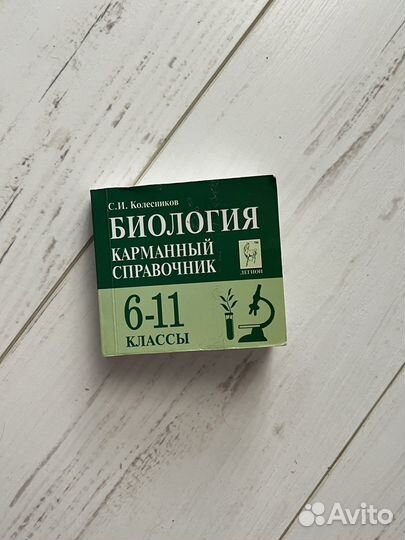 С.И. Колесников
БИОЛОГИЯ
КАРМАННЫЙ
СПРАВОЧНИК
ЛЕГИОН
6-11
КЛАССЫ
Avito